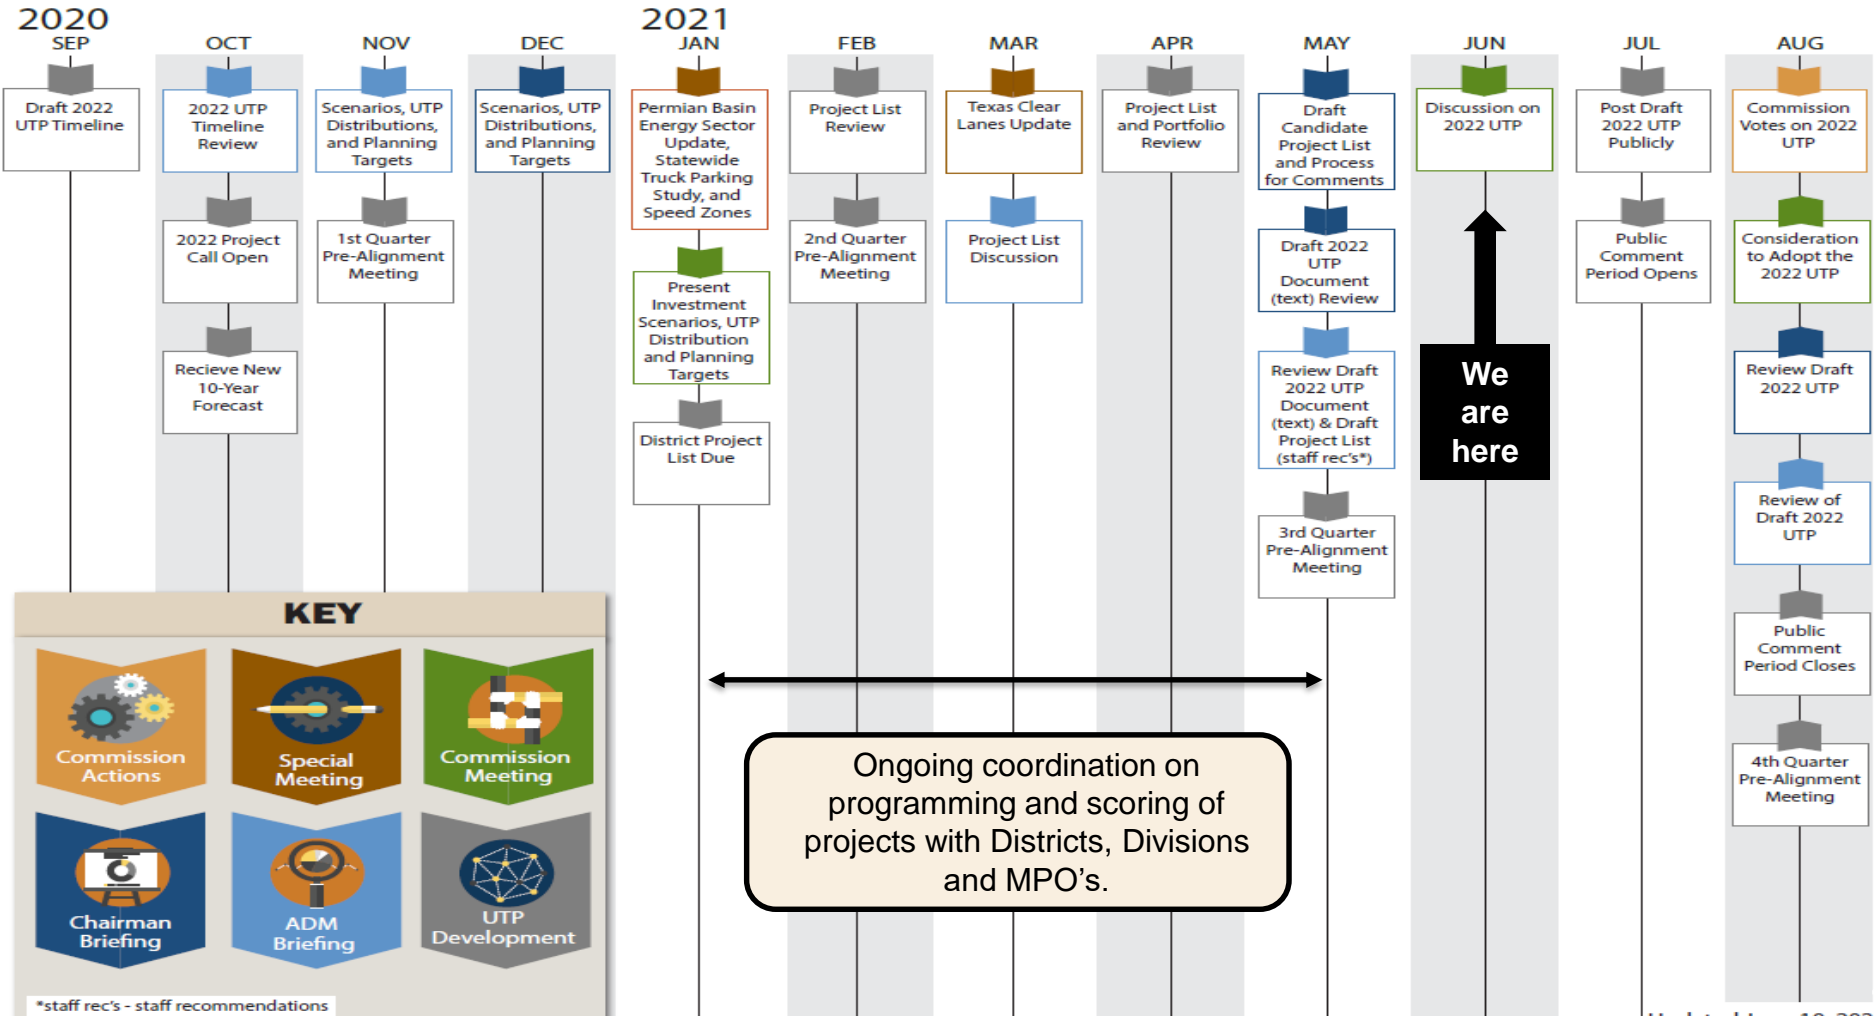 2020
2021
SEP
OCT
NOV
DEC
JAN
FEB
MAR
APR
MAY
JUN
JUL
AUG
Draft 2022
UTP Timeline
2022 UTP
Timeline
Review
2022 Project
Call Open
Recieve New
10-Year
Forecast
Scenarios, UTP
Distributions,
and Planning
Targets
1st Quarter
Pre-Alignment
Meeting
Scenarios, UTP
Distributions,
and Planning
Targets
Permian Basin
Energy Sector
Update,
Statewide
Truck Parking
Study, and
Speed Zones
Present
Investment
Scenarios, UTP
Distribution
and Planning
Targets
District Project
List Due
Project List
Review
2nd Quarter
Pre-Alignment
Meeting
Texas Clear
Lanes Update
Project List
Discussion
Project List
and Portfolio
Review
Draft
Candidate
Project List
and Process
for Comments
Draft 2022
UTP
Document
(text) Review
Review Draft
2022 UTP
Document
(text) & Draft
Project List
(staff rec's*)
3rd Quarter
Pre-Alignment
Meeting
Discussion on
2022 UTP
We
are
here
Post Draft
2022 UTP
Publicly
Public
Comment
Period Opens
Commission
Votes on 2022
UTP
Consideration
to Adopt the
2022 UTP
Review Draft
2022 UTP
Review of
Draft 2022
UTP
Public
Comment
Period Closes
4th Quarter
Pre-Alignment
Meeting
KEY
Commission
Actions
Special
Meeting
Commission
Meeting
Chairman
Briefing
ADM
Briefing
UTP
Development
*staff rec's - staff recommendations
Ongoing coordination on
programming and scoring of
projects with Districts, Divisions
and MPO's.